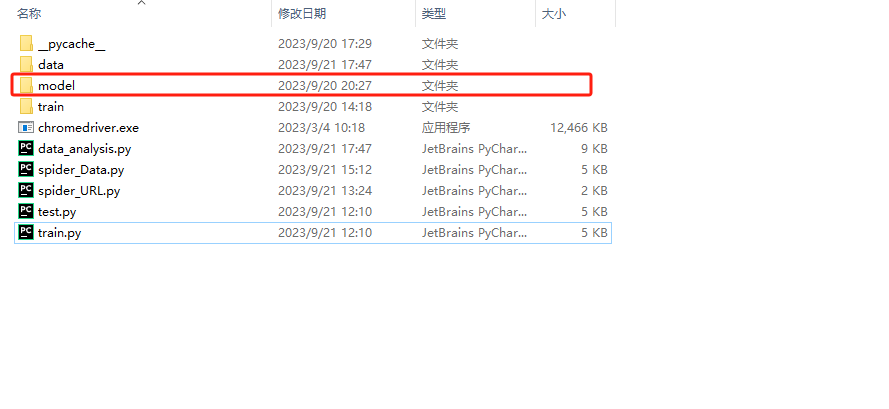 名称 修改日期 类型 大小
__pycache__ 2023/9/20 17:29 文件夹
data 2023/9/21 17:47 文件夹
model 2023/9/20 20:27 文件夹
train 2023/9/20 14:18 文件夹
chromedriver.exe 2023/3/4 10:18 应用程序 12,466 KB
data_analysis.py 2023/9/21 17:47 JetBrains PyChar... 9 KB
spider_Data.py 2023/9/21 15:12 JetBrains PyChar... 5 KB
spider_URL.py 2023/9/21 13:24 JetBrains PyChar... 2 KB
test.py 2023/9/21 12:10 JetBrains PyChar... 5 KB
train.py 2023/9/21 12:10 JetBrains PyChar... 5 KB